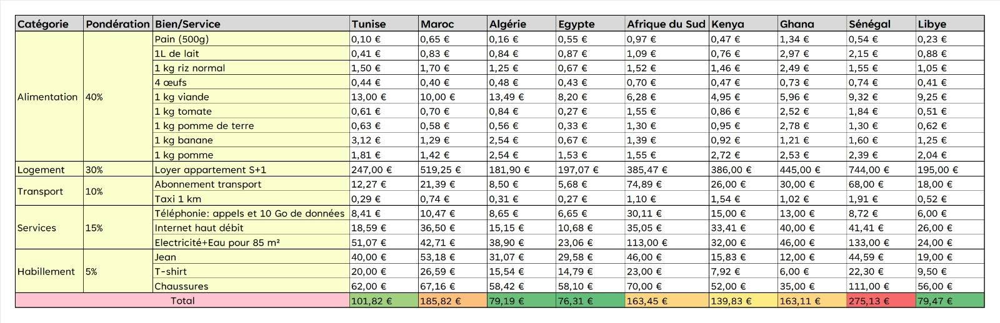 Catégorie Pondération Bien/Service Tunise Maroc Algérie Egypte Afrique du Sud Kenya Ghana Sénégal Libye
Pain (500g) 0,10 € 0,65 € 0,16 € 0,55 € 0,97 € 0,47 € 1,34 € 0,54 € 0,23 €
1L de lait 0,41 € 0,83 € 0,84 € 0,87 € 1,09 € 0,76 € 2,97 € 2,15 € 0,88 €
1 kg riz normal 1,50 € 1,70 € 1,25 € 0,67 € 1,52 € 1,46 € 2,49 € 1,55 € 1,05 €
4 œufs 0,44 € 0,40 € 0,48 € 0,43 € 0,70 € 0,47 € 0,73 € 0,74 € 0,41 €
Alimentation 40% 1 kg viande 13,00 € 10,00 € 13,49 € 8,20 € 6,28 € 4,95 € 5,96 € 9,32 € 9,25 €
1 kg tomate 0,61 € 0,70 € 0,84 € 0,27 € 1,55 € 0,86 € 2,52 € 1,84 € 0,51 €
1 kg pomme de terre 0,63 € 0,58 € 0,56 € 0,33 € 1,30 € 0,95 € 2,78 € 1,30 € 0,62 €
1 kg banane 3,12 € 1,29 € 2,54 € 0,67 € 1,39 € 0,92 € 1,21 € 1,60 € 1,25 €
1 kg pomme 1,81 € 1,42 € 2,54 € 1,53 € 1,55 € 2,72 € 2,53 € 2,39 € 2,04 €
Logement 30% Loyer appartement S+1 247,00 € 519,25 € 181,90 € 197,07 € 385,47 € 386,00 € 445,00 € 744,00 € 195,00 €
Abonnement transport 12,27 € 21,39 € 8,50 € 5,68 € 74,89 € 26,00 € 30,00 € 68,00 € 18,00 €
Transport 10% Taxi 1 km 0,29 € 0,74 € 0,31 € 0,27 € 1,10 € 1,54 € 1,02 € 1,91 € 0,52 €
Téléphonie: appels et 10 Go de données 8,41 € 10,47 € 8,65 € 6,65 € 30,11 € 15,00 € 13,00 € 8,72 € 6,00 €
Services 15% Internet haut débit 18,59 € 36,50 € 15,15 € 10,68 € 35,05 € 33,41 € 40,00 € 41,41 € 26,00 €
Electricité+Eau pour 85 m² 51,07 € 42,71 € 38,90 € 23,06 € 113,00 € 32,00 € 46,00 € 133,00 € 24,00 €
Jean 40,00 € 53,18 € 31,07 € 29,58 € 46,00 € 15,83 € 12,00 € 44,59 € 19,00 €
Habillement 5% T-shirt 20,00 € 26,59 € 15,54 € 14,79 € 23,00 € 7,92 € 6,00 € 22,30 € 9,50 €
Chaussures 62,00 € 67,16 € 58,42 € 58,10 € 70,00 € 52,00 € 35,00 € 111,00 € 56,00 €
Total 101,82 € 185,82 € 79,19 € 76,31 € 163,45 € 139,83 € 163,11 € 275,13 € 79,47 €